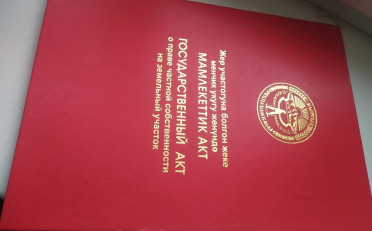 Жер участогуна болгон жеке
менчик укугу жөнүндө
МАМЛЕКЕТТИК АКТ
ГОСУДАРСТВЕННЫЙ АКТ
о праве частной собственности
на земельный участок